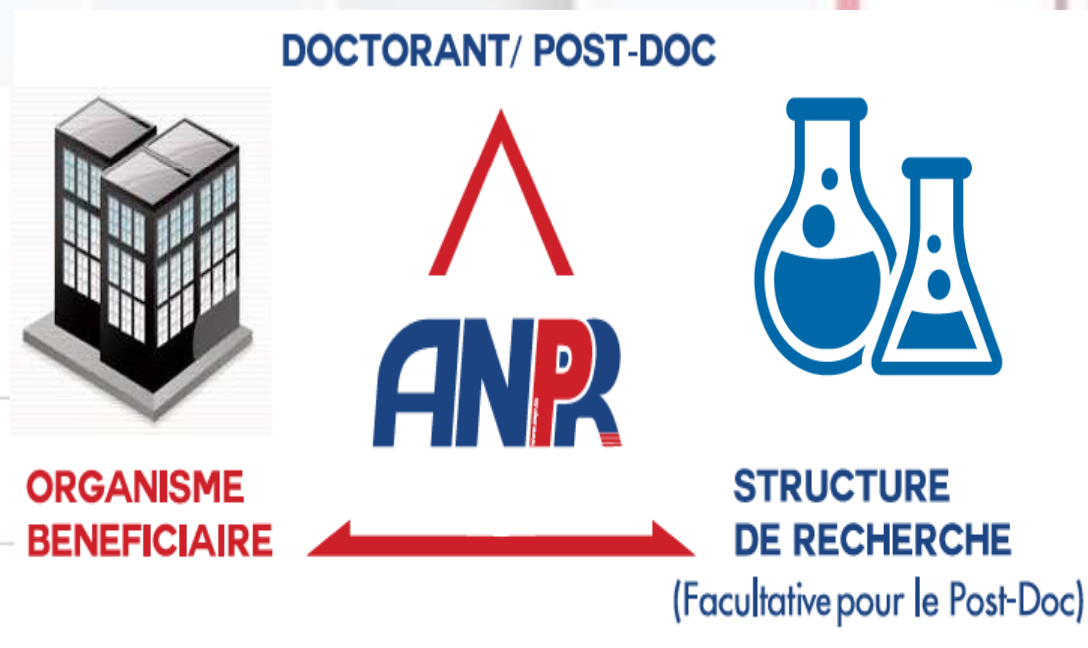 DOCTORANT/ POST-DOC
ANPR
ORGANISME
BENEFICIAIRE
STRUCTURE
DE RECHERCHE
(Facultative pour le Post-Doc)